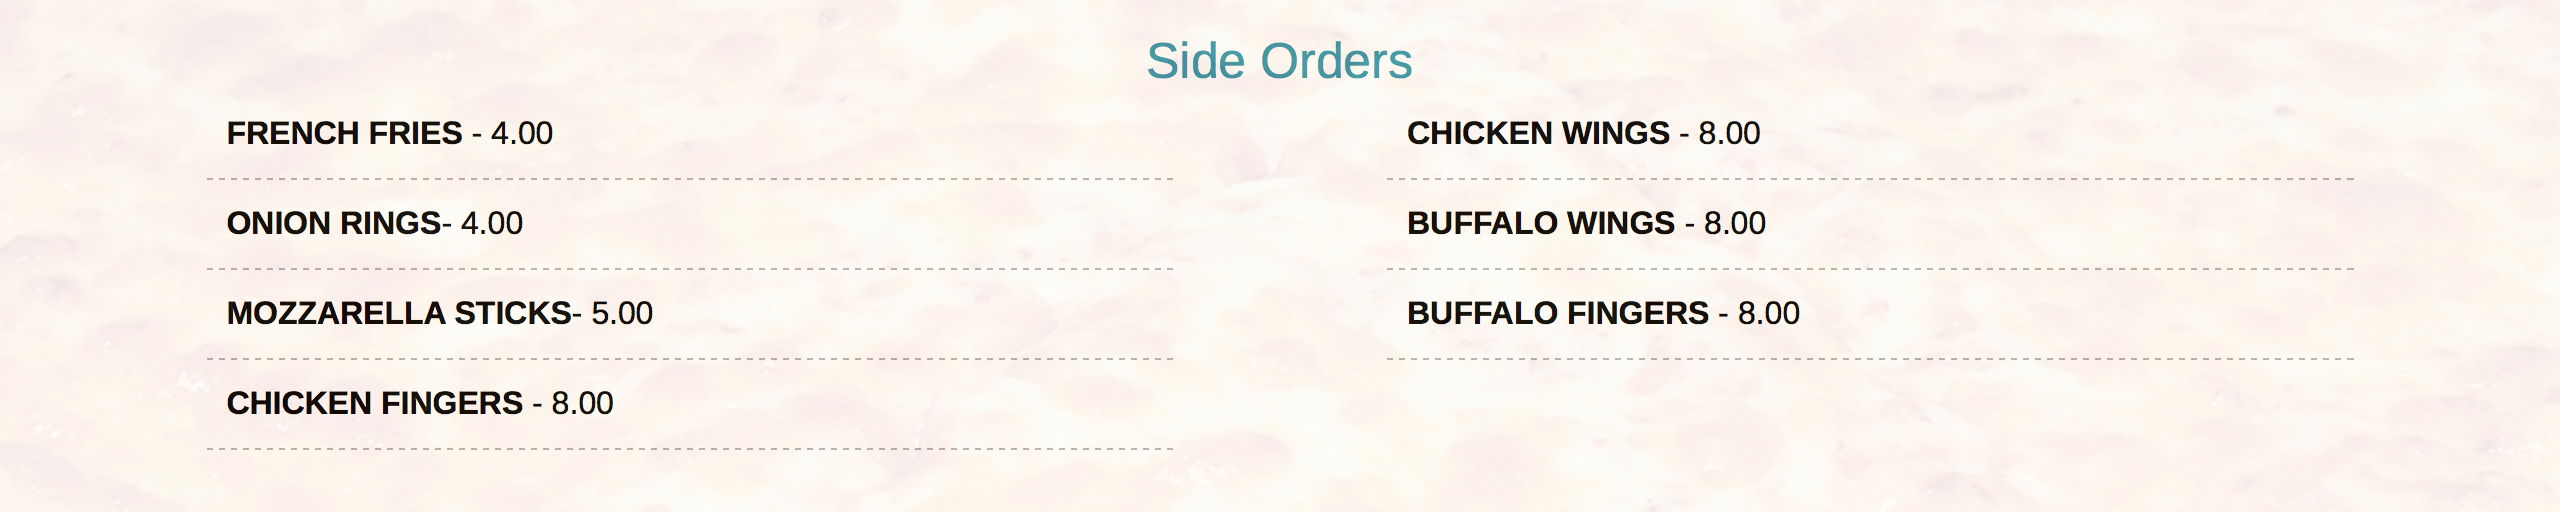 Side Orders
FRENCH FRIES - 4.00
ONION RINGS- 4.00
MOZZARELLA STICKS- 5.00
CHICKEN FINGERS - 8.00
CHICKEN WINGS - 8.00
BUFFALO WINGS - 8.00
BUFFALO FINGERS - 8.00